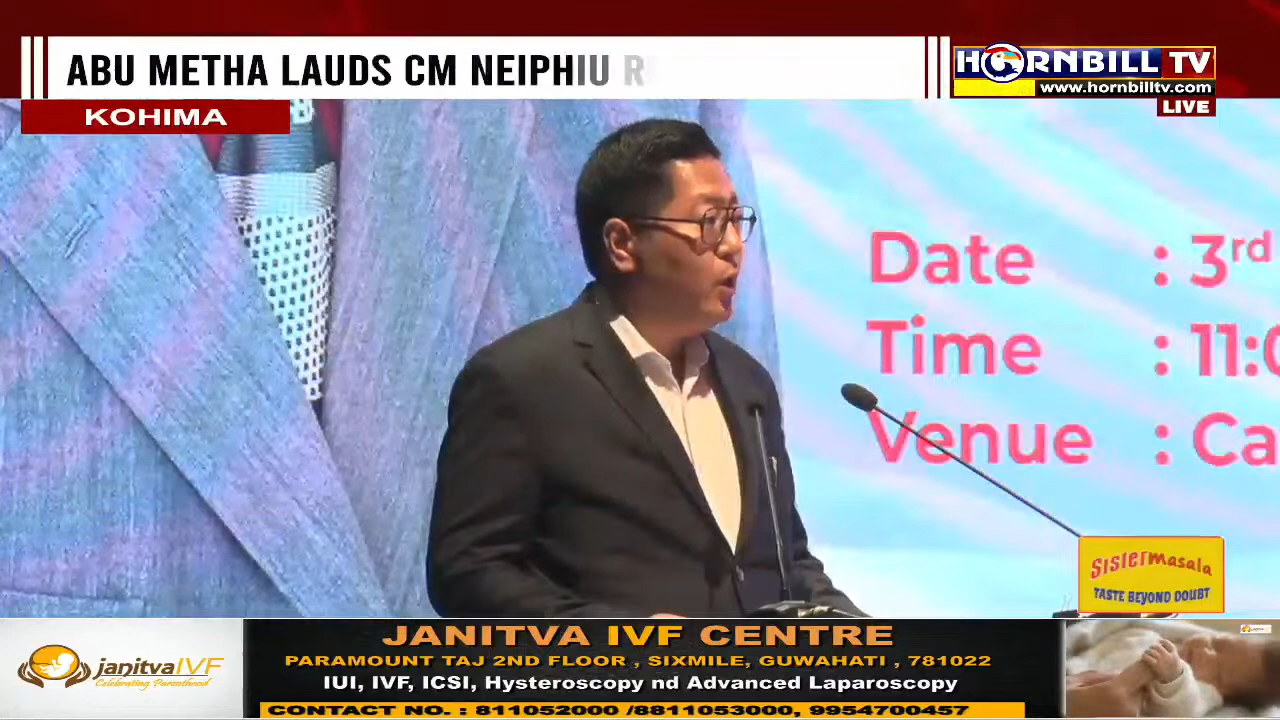 ABU METHA LAUDS CM NEIPHIU R
HORNBILL TV
www.hornbilltv.com
LIVE
KOHIMA
Date : 3rd
Time : 11:0
Venue : Ca
Sistermasala
TASTE BEYOND DOUBT
janitvaIVF
Celebrating Parenthood
JANITVA IVF CENTRE
PARAMOUNT TAJ 2ND FLOOR , SIXMILE, GUWAHATI , 781022
IUI, IVF, ICSI, Hysteroscopy nd Advanced Laparoscopy
CONTACT NO. : 811052000 /8811053000, 9954700457